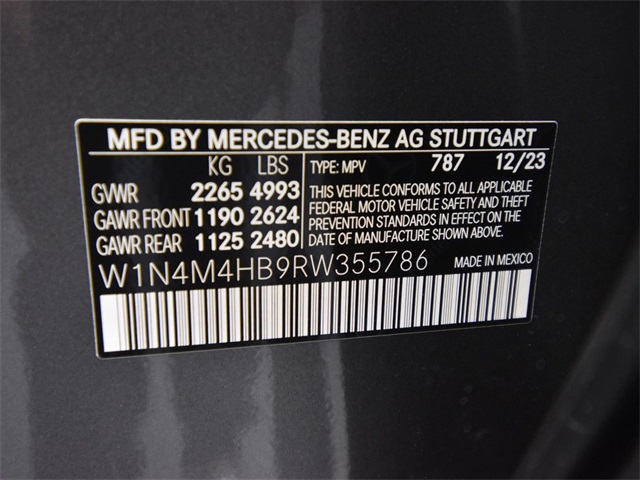 MFD BY MERCEDES-BENZ AG STUTTGART
KG LBS TYPE: MPV 787 12/23
GVWR 2265 4993 THIS VEHICLE CONFORMS TO ALL APPLICABLE
GAWR FRONT 1190 2624 FEDERAL MOTOR VEHICLE SAFETY AND THEFT
PREVENTION STANDARDS IN EFFECT ON THE
GAWR REAR 1125 2480 DATE OF MANUFACTURE SHOWN ABOVE.
W1N4M4HB9RW355786 MADE IN MEXICO